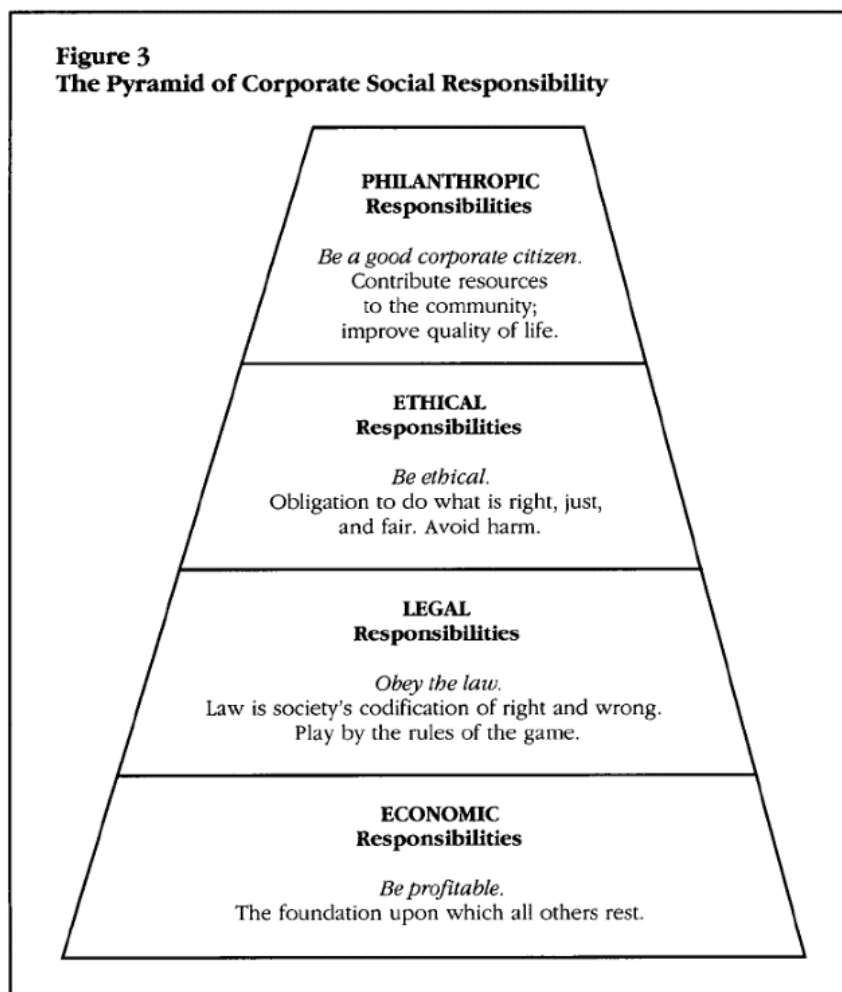 Figure 3
The Pyramid of Corporate Social Responsibility
PHILANTHROPIC
Responsibilities
Be a good corporate citizen.
Contribute resources
to the community;
improve quality of life.
ETHICAL
Responsibilities
Be ethical.
Obligation to do what is right, just,
and fair. Avoid harm.
LEGAL
Responsibilities
Obey the law.
Law is society's codification of right and wrong.
Play by the rules of the game.
ECONOMIC
Responsibilities
Be profitable.
The foundation upon which all others rest.